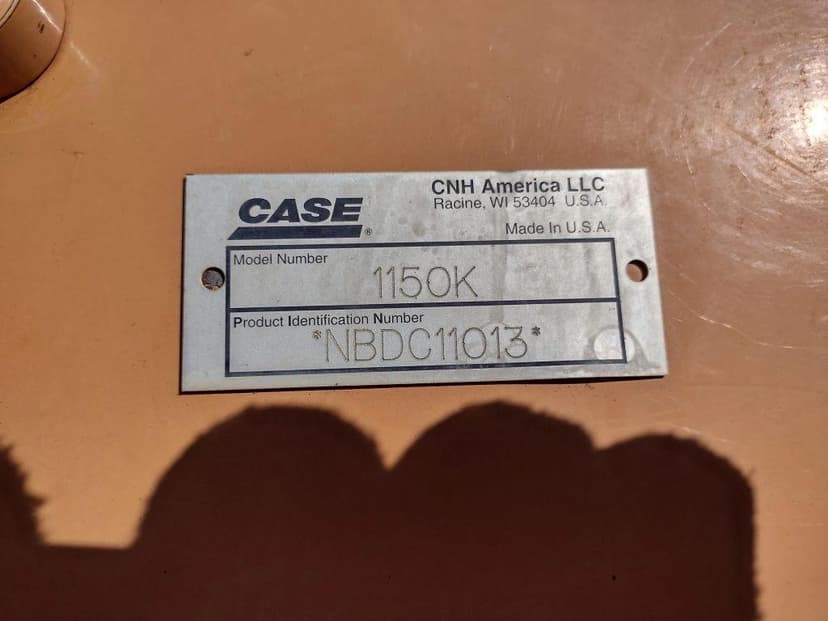 CNH America LLC
CASE®
Racine, WI 53404 U.S.A.
Made In U.S.A.
Model Number
1150K
Product Identification Number
*NBDC11013*